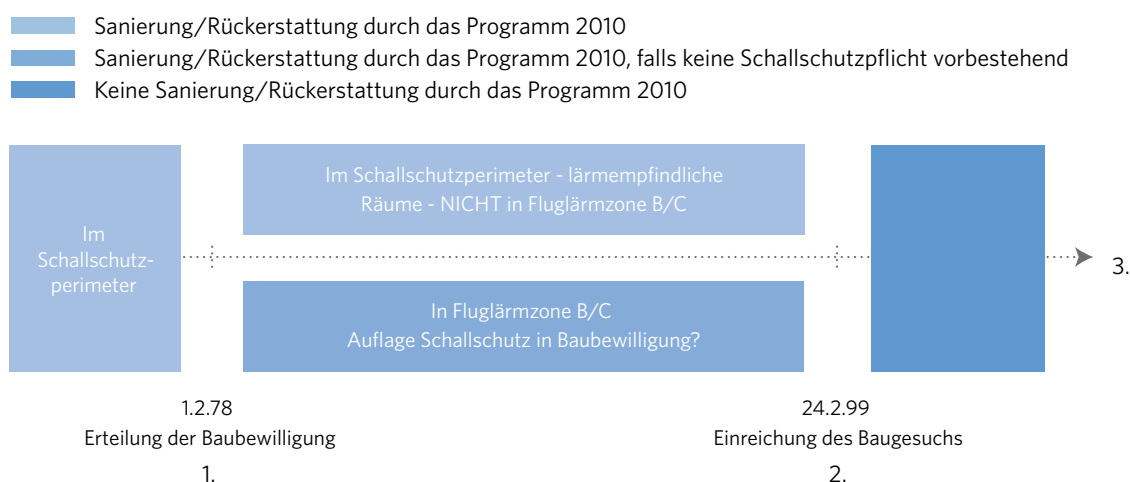 Sanierung/Rückerstattung durch das Programm 2010
Sanierung/Rückerstattung durch das Programm 2010, falls keine Schallschutzpflicht vorbestehend
Keine Sanierung/Rückerstattung durch das Programm 2010
Im
Schallschutz-
perimeter
Im Schallschutzperimeter - lärmempfindliche
Räume - NICHT in Fluglärmzone B/C
In Fluglärmzone B/C
Auflage Schallschutz in Baubewilligung?
3.
1.2.78
Erteilung der Baubewilligung
1.
24.2.99
Einreichung des Baugesuchs
2.